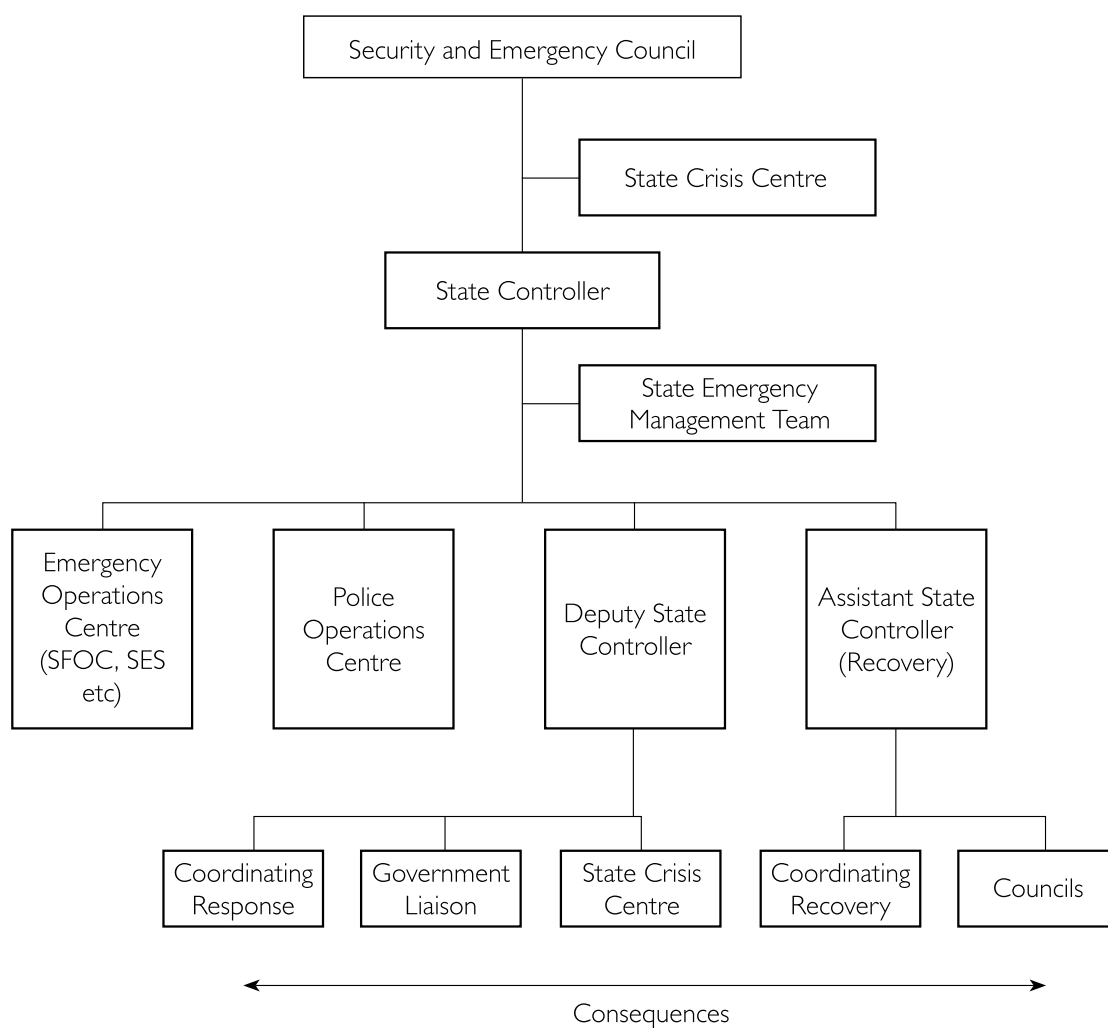 Security and Emergency Council
State Crisis Centre
State Controller
State Emergency
Management Team
Emergency
Operations
Centre
(SFOC, SES
etc)
Police
Operations
Centre
Deputy State
Controller
Assistant State
Controller
(Recovery)
Coordinating
Response
Government
Liaison
State Crisis
Centre
Coordinating
Recovery
Councils
Consequences